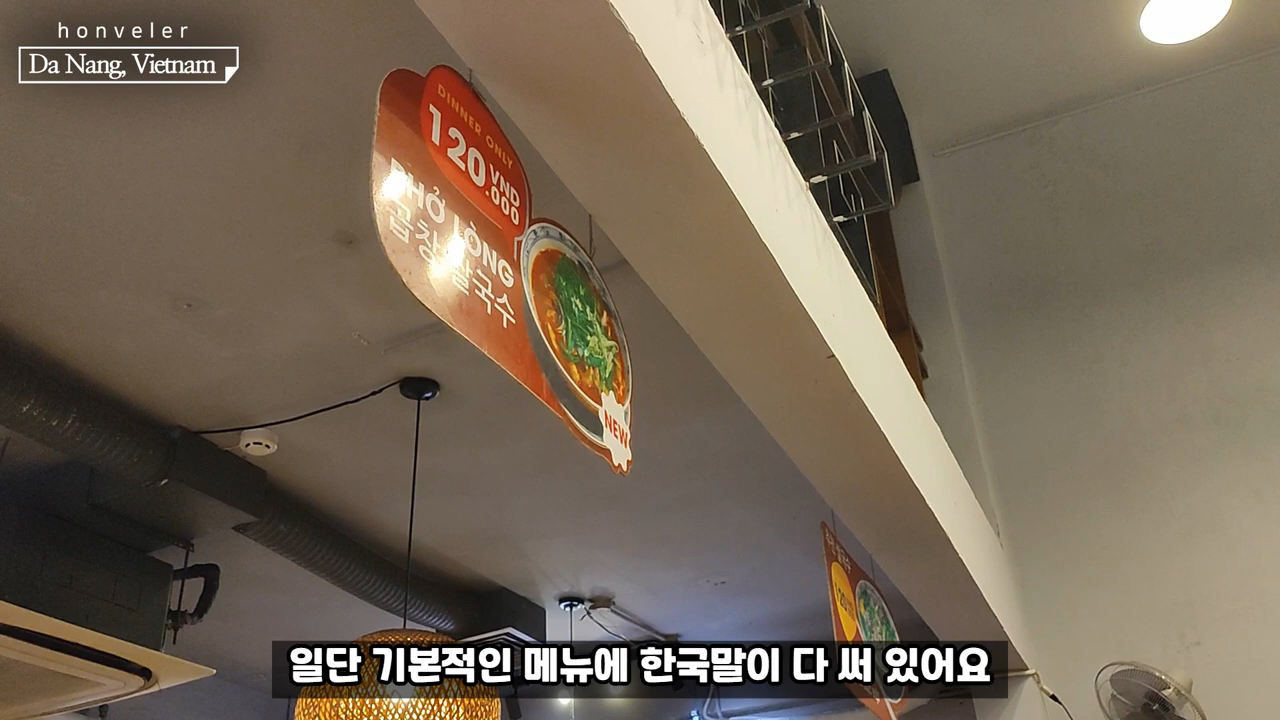 honveler
Da Nang, Vietnam
DINNER ONLY
120 VND
.000
PHỞ LÒNG
곱창쌀국수
NEW
일단 기본적인 메뉴에 한국말이 다 써 있어요